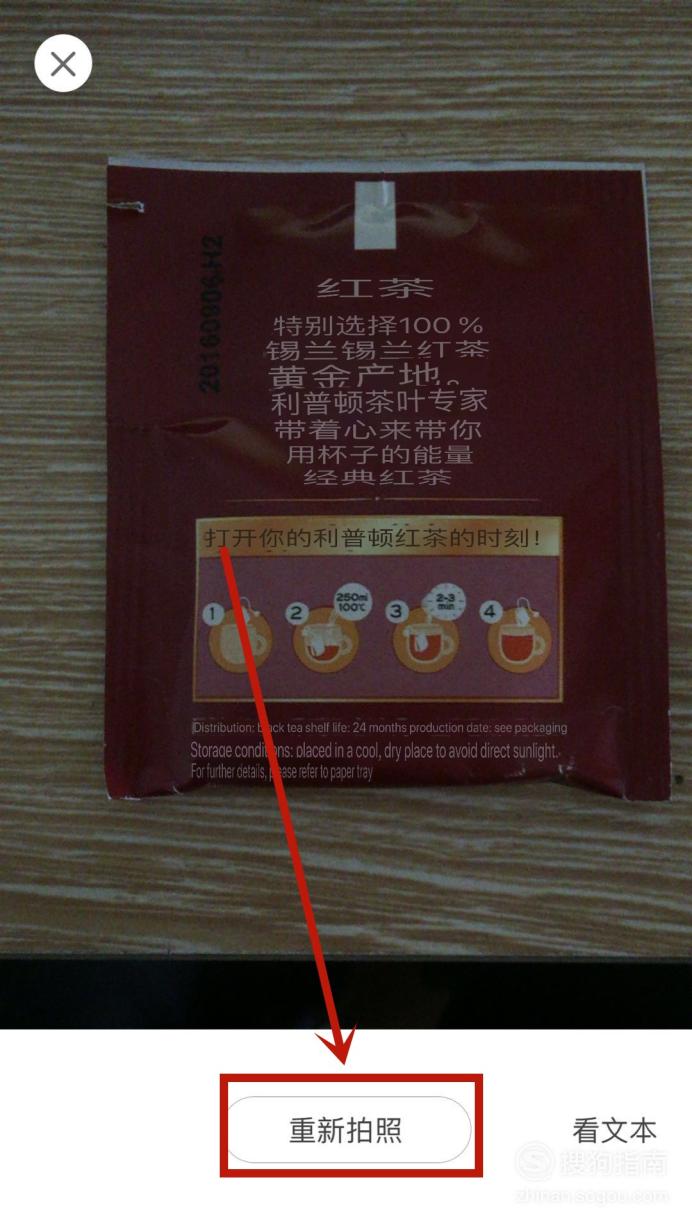 20160906.H2
红茶
特别选择100 %
锡兰锡兰红茶
黄金产地。
利普顿茶叶专家
带着心来带你
用杯子的能量
经典红茶
打开你的利普顿红茶的时刻！
1
2
250ml
100℃
3
2-3
min
4
Distribution: black tea shelf life: 24 months production date: see packaging
Storage conditions: placed in a cool, dry place to avoid direct sunlight.
For further details, please refer to paper tray
重新拍照
看文本
搜狗指南
zhinan.sogou.com